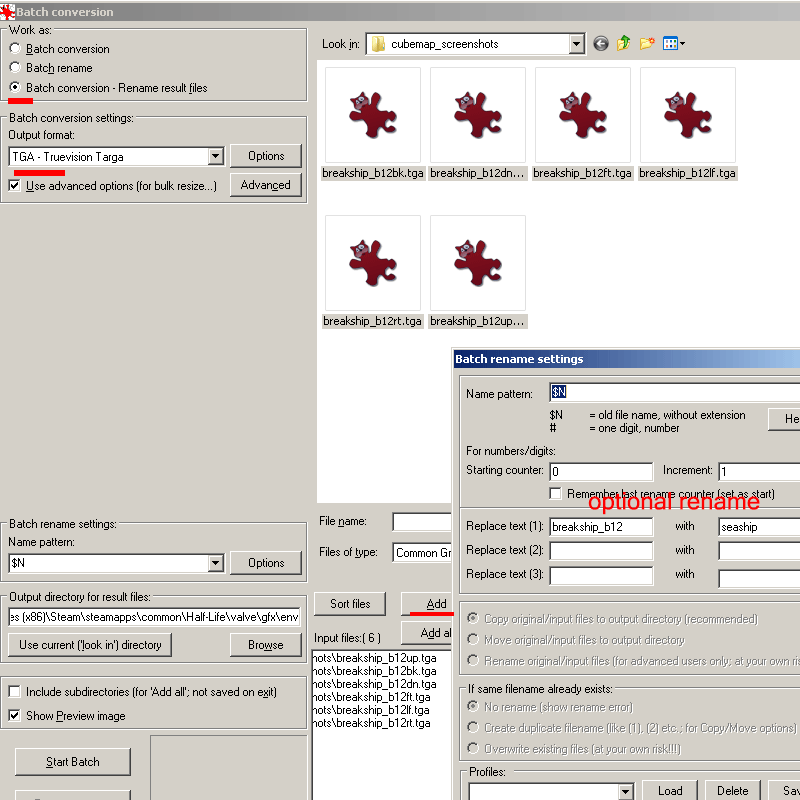 Batch conversion
Work as:
Batch conversion
Batch rename
Batch conversion - Rename result files
Batch conversion settings:
Output format:
TGA - Truevision Targa
Options
Use advanced options (for bulk resize...)
Advanced
Look in:
cubemap_screenshots
breakship_b12bk.tga
breakship_b12dn...
breakship_b12ft.tga
breakship_b12lf.tga
breakship_b12rt.tga
breakship_b12up...
Batch rename settings:
Name pattern:
$N
Options
Output directory for result files:
es (x86)\Steam\steamapps\common\Half-Life\valve\gfx\env
Use current ('look in') directory
Browse
Include subdirectories (for 'Add all'; not saved on exit)
Show Preview image
Start Batch
File name:
Files of type:
Common Gr
Sort files
Add
Add al
Input files: ( 6 )
hots\breakship_b12up.tga
hots\breakship_b12bk.tga
hots\breakship_b12dn.tga
hots\breakship_b12ft.tga
hots\breakship_b12lf.tga
hots\breakship_b12rt.tga
Batch rename settings
Name pattern:
$N
$N = old file name, without extension
# = one digit, number
He
For numbers/digits:
Starting counter: 0
Increment: 1
Remember last rename counter (set as start)
optional rename
Replace text (1): breakship_b12 with seaship
Replace text (2): with
Replace text (3): with
Copy original/input files to output directory (recommended)
Move original/input files to output directory
Rename original/input files (for advanced users only; at your own ris
If same filename already exists:
No rename (show rename error)
Create duplicate filename (like (1), (2) etc.; for Copy/Move options)
Overwrite existing files (at your own risk!!!)
Profiles:
Load
Delete
Sav